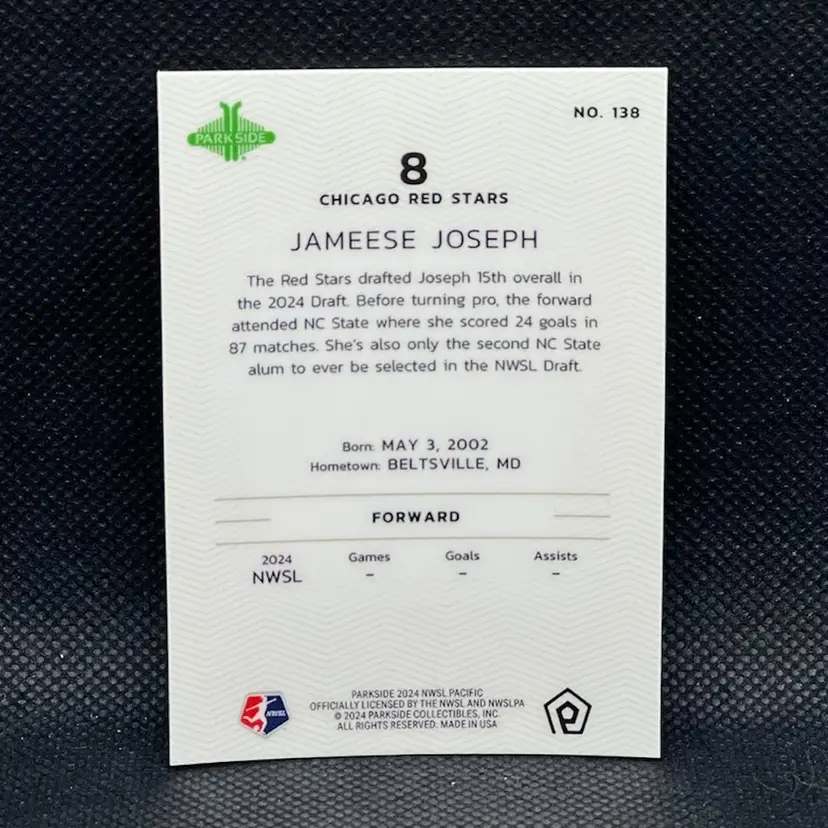 PARKSIDE
NO. 138
8
CHICAGO RED STARS
JAMEESE JOSEPH
The Red Stars drafted Joseph 15th overall in
the 2024 Draft. Before turning pro, the forward
attended NC State where she scored 24 goals in
87 matches. She's also only the second NC State
alum to ever be selected in the NWSL Draft.
Born: MAY 3, 2002
Hometown: BELTSVILLE, MD
FORWARD
2024 Games Goals Assists
NWSL – – –
PARKSIDE 2024 NWSL PACIFIC
OFFICIALLY LICENSED BY THE NWSL AND NWSLPA
© 2024 PARKSIDE COLLECTIBLES, INC.
ALL RIGHTS RESERVED. MADE IN USA
NWSL